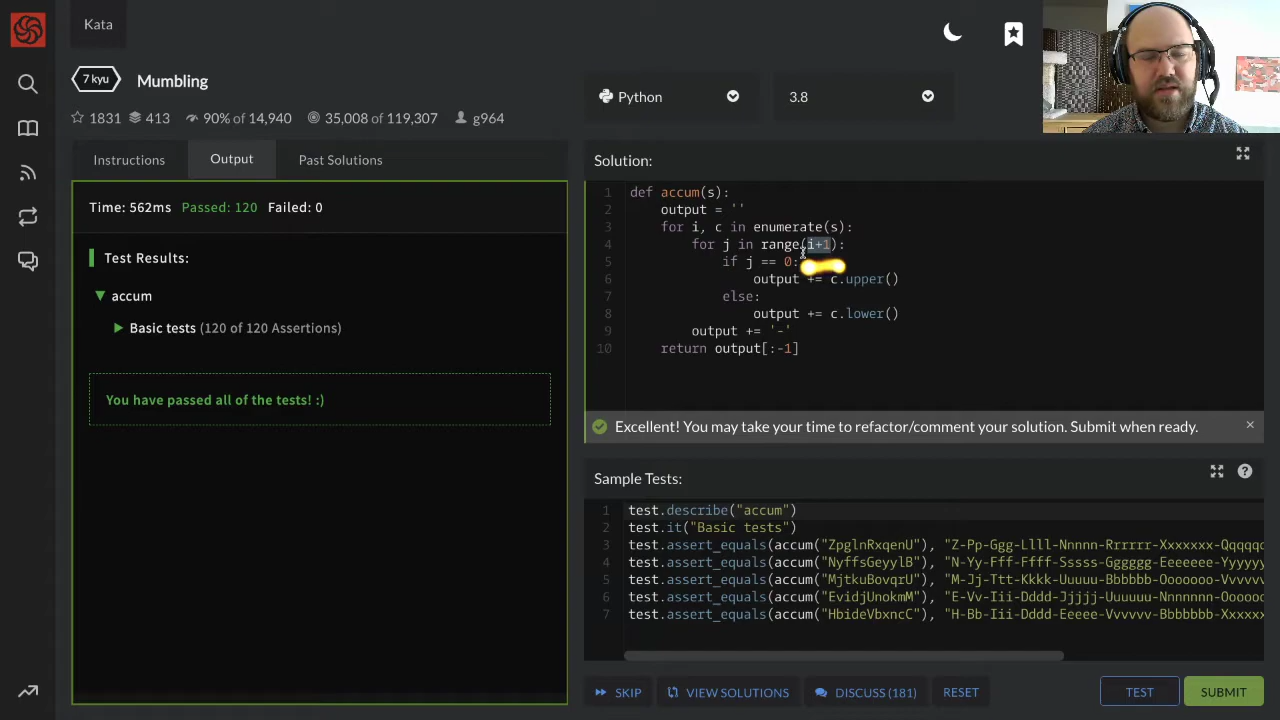 Kata
7 kyu
Mumbling
1831 413 90% of 14,940 35,008 of 119,307 g964
Python
3.8
Instructions
Output
Past Solutions
Time: 562ms Passed: 120 Failed: 0
Test Results:
accum
Basic tests (120 of 120 Assertions)
You have passed all of the tests! :)
Solution:
1 def accum(s):
2 output = ''
3 for i, c in enumerate(s):
4 for j in range(i+1):
5 if j == 0:
6 output += c.upper()
7 else:
8 output += c.lower()
9 output += '-'
10 return output[:-1]
Excellent! You may take your time to refactor/comment your solution. Submit when ready.
Sample Tests:
1 test.describe("accum")
2 test.it("Basic tests")
3 test.assert_equals(accum("ZpglnRxqenU"), "Z-Pp-Ggg-Llll-Nnnnn-Rrrrrr-Xxxxxxx-Qqqqqq
4 test.assert_equals(accum("NyffsGeyylB"), "N-Yy-Fff-Ffff-Sssss-Gggggg-Eeeeeee-Yyyyyy
5 test.assert_equals(accum("MjtkuBovqrU"), "M-Jj-Ttt-Kkkk-Uuuuu-Bbbbbb-Ooooooo-Vvvvvv
6 test.assert_equals(accum("EvidjUnokmM"), "E-Vv-Iii-Dddd-Jjjjj-Uuuuuu-Nnnnnnn-Oooooo
7 test.assert_equals(accum("HbideVbxncC"), "H-Bb-Iii-Dddd-Eeeee-Vvvvvv-Bbbbbbb-Xxxxxx
SKIP
VIEW SOLUTIONS
DISCUSS (181)
RESET
TEST
SUBMIT